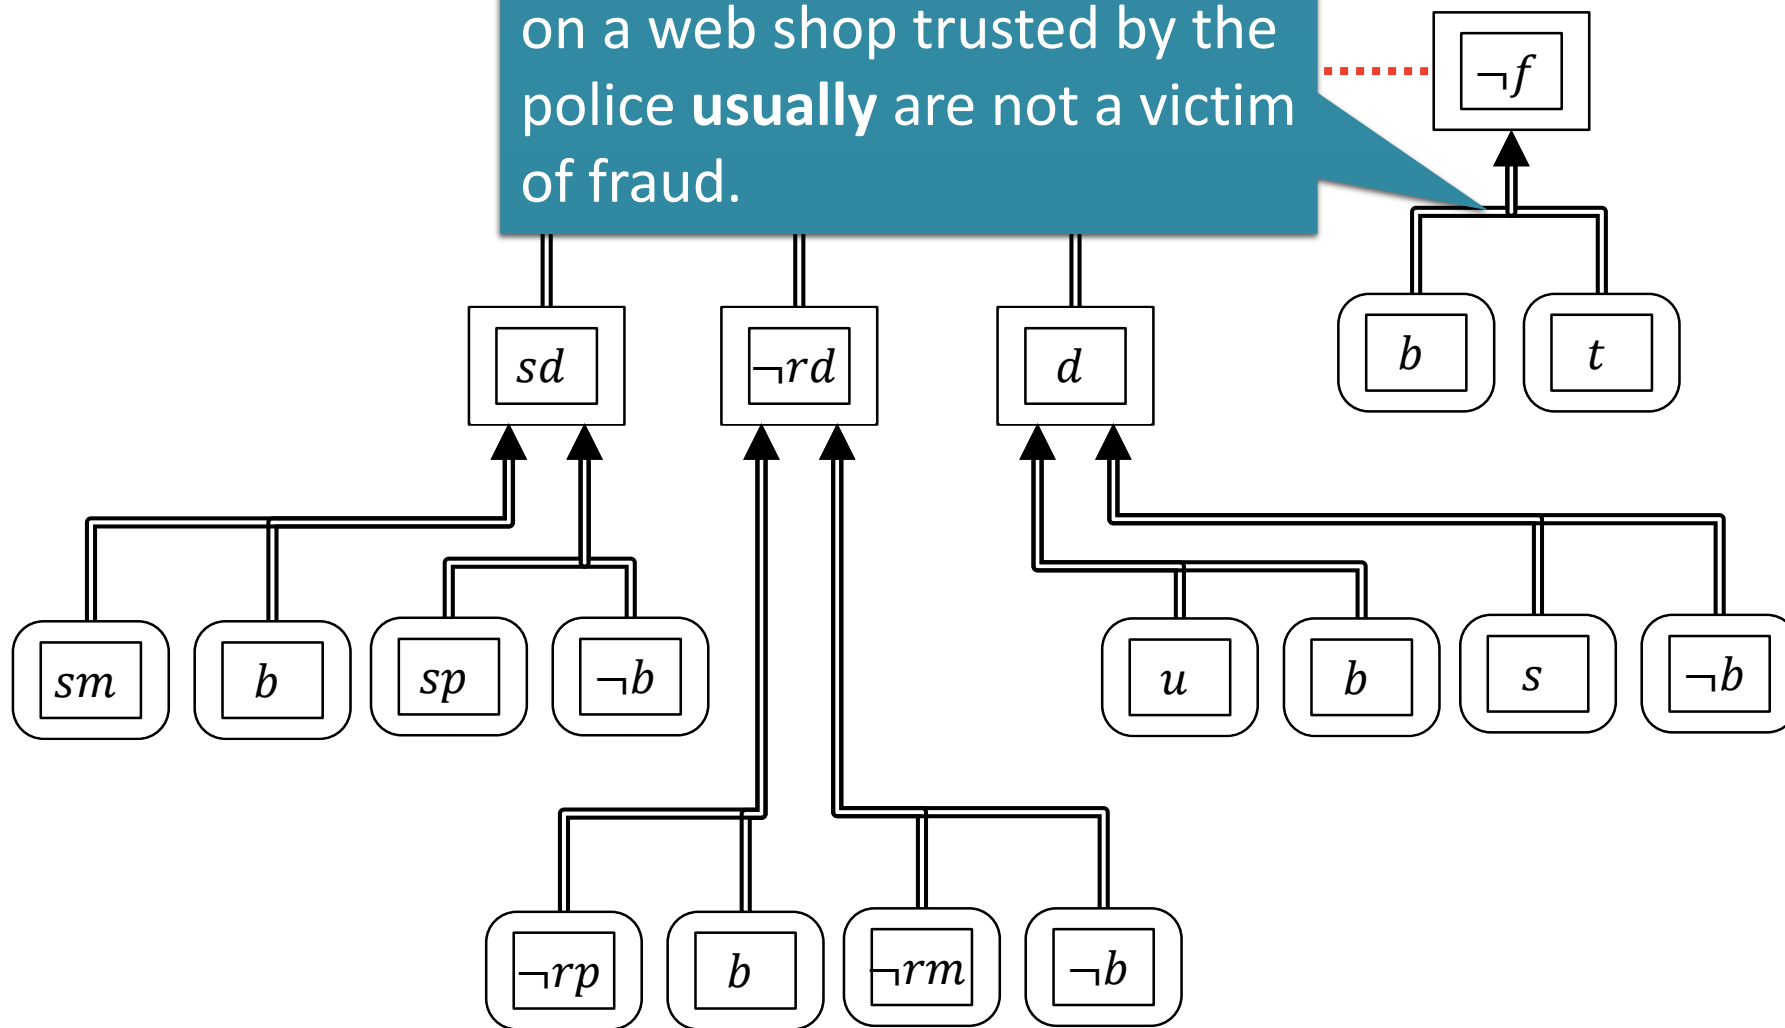 on a web shop trusted by the
police usually are not a victim
of fraud.
¬f
sd
¬rd
d
b
t
sm
b
sp
¬b
u
b
s
¬b
¬rp
b
¬rm
¬b